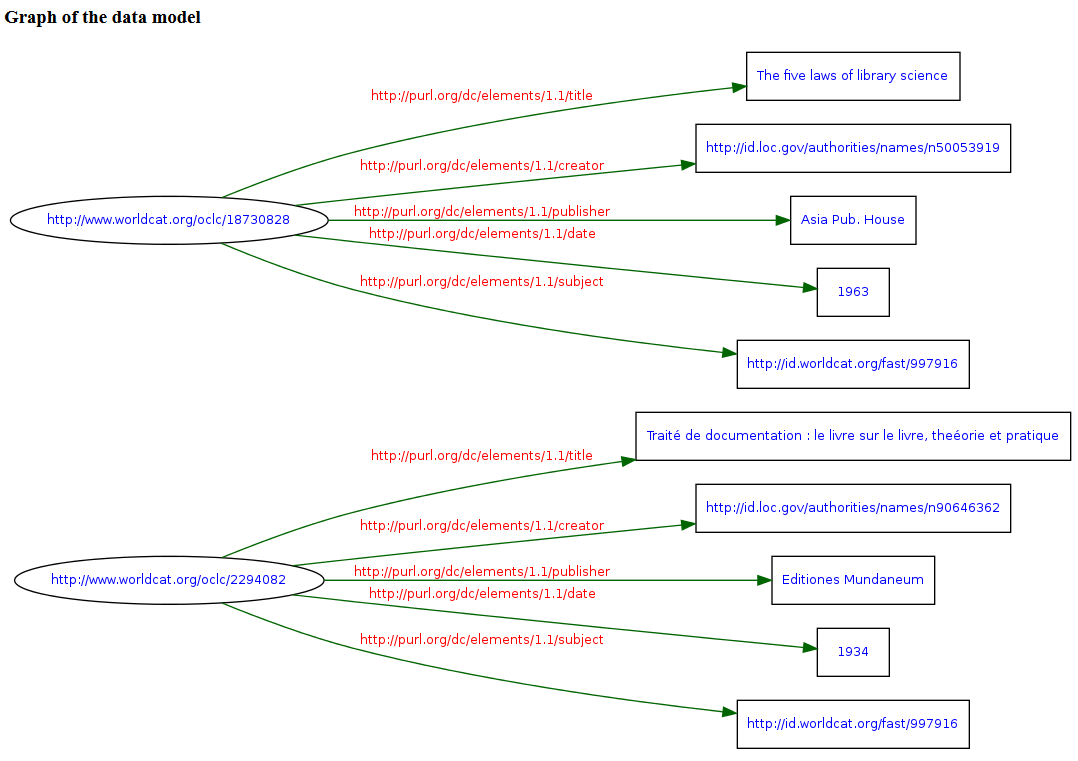 Graph of the data model
http://purl.org/dc/elements/1.1/title
The five laws of library science
http://purl.org/dc/elements/1.1/creator
http://id.loc.gov/authorities/names/n50053919
http://www.worldcat.org/oclc/18730828
http://purl.org/dc/elements/1.1/publisher
Asia Pub. House
http://purl.org/dc/elements/1.1/date
1963
http://purl.org/dc/elements/1.1/subject
http://id.worldcat.org/fast/997916
http://purl.org/dc/elements/1.1/title
Traité de documentation : le livre sur le livre, theéorie et pratique
http://purl.org/dc/elements/1.1/creator
http://id.loc.gov/authorities/names/n90646362
http://www.worldcat.org/oclc/2294082
http://purl.org/dc/elements/1.1/publisher
Editiones Mundaneum
http://purl.org/dc/elements/1.1/date
1934
http://purl.org/dc/elements/1.1/subject
http://id.worldcat.org/fast/997916